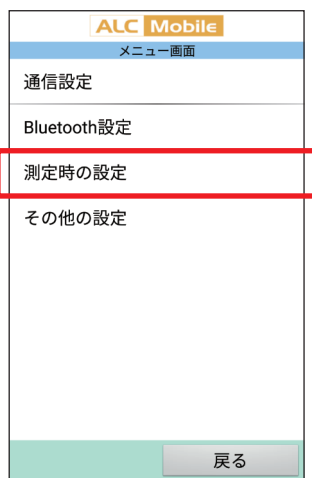 ALC Mobile
メニュー画面
通信設定
Bluetooth設定
測定時の設定
その他の設定
戻る